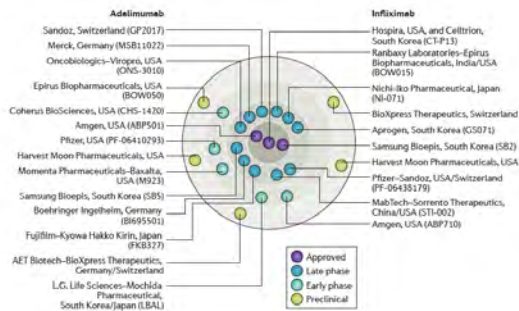 Adelimumab
Sandoz, Switzerland (GP2017)
Merck, Germany (MSB11022)
Oncobiologics–Viropro, USA
(ONS-3010)
Epirus Biopharmaceuticals, USA
(BOW050)
Coherus BioSciences, USA (CHS-1420)
Amgen, USA (ABP501)
Pfizer, USA (PF-06410293)
Harvest Moon Pharmaceuticals, USA
Momenta Pharmaceuticals–Baxalta,
USA (M923)
Samsung Bioepis, South Korea (SB5)
Boehringer Ingelheim, Germany
(BI695501)
Fujifilm–Kyowa Hakko Kirin, Japan
(FKB327)
AET Biotech–BioXpress Therapeutics,
Germany/Switzerland
L.G. Life Sciences–Mochida
Pharmaceutical,
South Korea/Japan (LBAL)
Infliximab
Hospira, USA, and Celltrion,
South Korea (CT-P13)
Ranbaxy Laboratories–Epirus
Biopharmaceuticals, India/USA
(BOW015)
Nichi-Iko Pharmaceutical, Japan
(NI-071)
BioXpress Therapeutics, Switzerland
Aprogen, South Korea (GS071)
Samsung Bioepis, South Korea (SB2)
Harvest Moon Pharmaceuticals, USA
Pfizer–Sandoz, USA/Switzerland
(PF-06438179)
MabTech–Sorrento Therapeutics,
China/USA (STI-002)
Amgen, USA (ABP710)
Approved
Late phase
Early phase
Preclinical